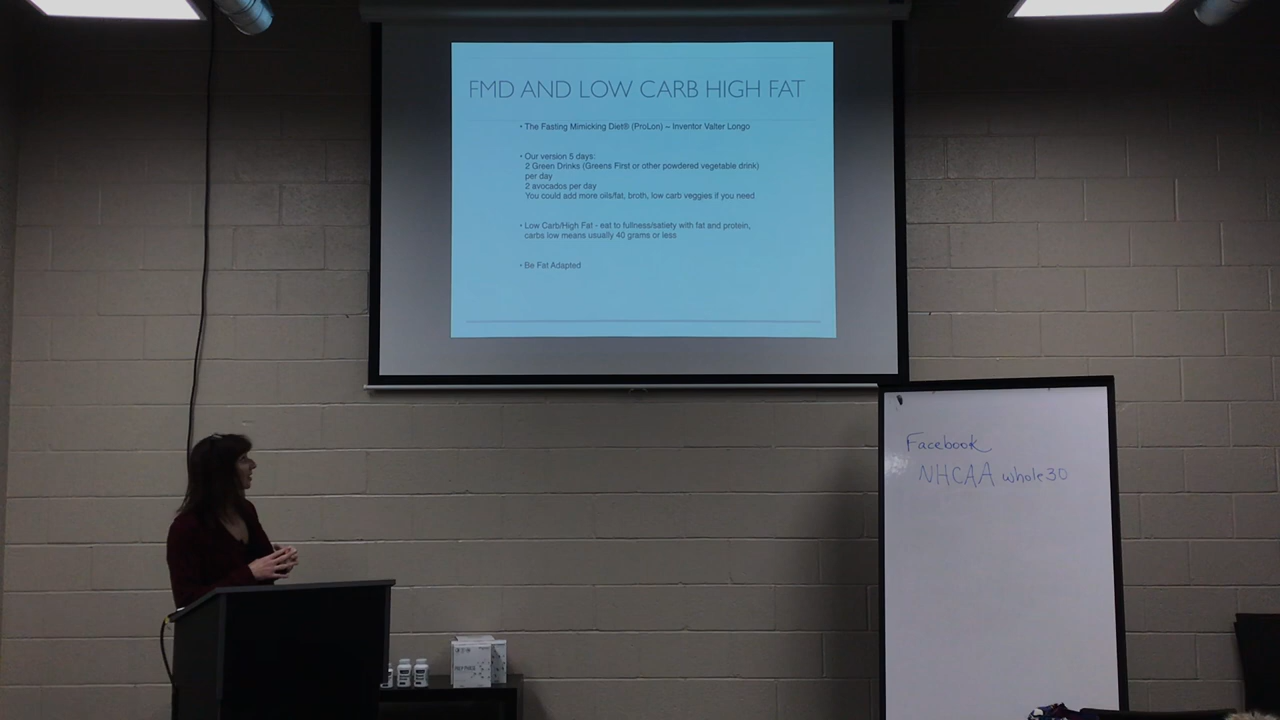 FMD AND LOW CARB HIGH FAT
• The Fasting Mimicking Diet® (ProLon) – Inventor Valter Longo
• Our version 5 days:
2 Green Drinks (Greens First or other powdered vegetable drink)
per day
2 avocados per day
You could add more oils/fat, broth, low carb veggies if you need
• Low Carb/High Fat - eat to fullness/satiety with fat and protein,
carbs low means usually 40 grams or less
• Be Fat Adapted
Facebook
NHCAA whole30